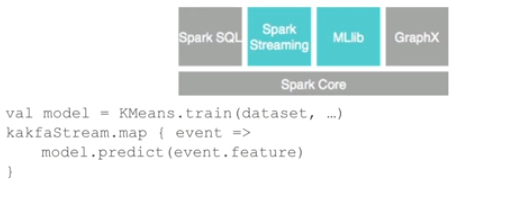 Spark SQL
Spark
Streaming
MLlib
GraphX
Spark Core
val model = KMeans.train(dataset, …)
kakfaStream.map { event =>
    model.predict(event.feature)
}